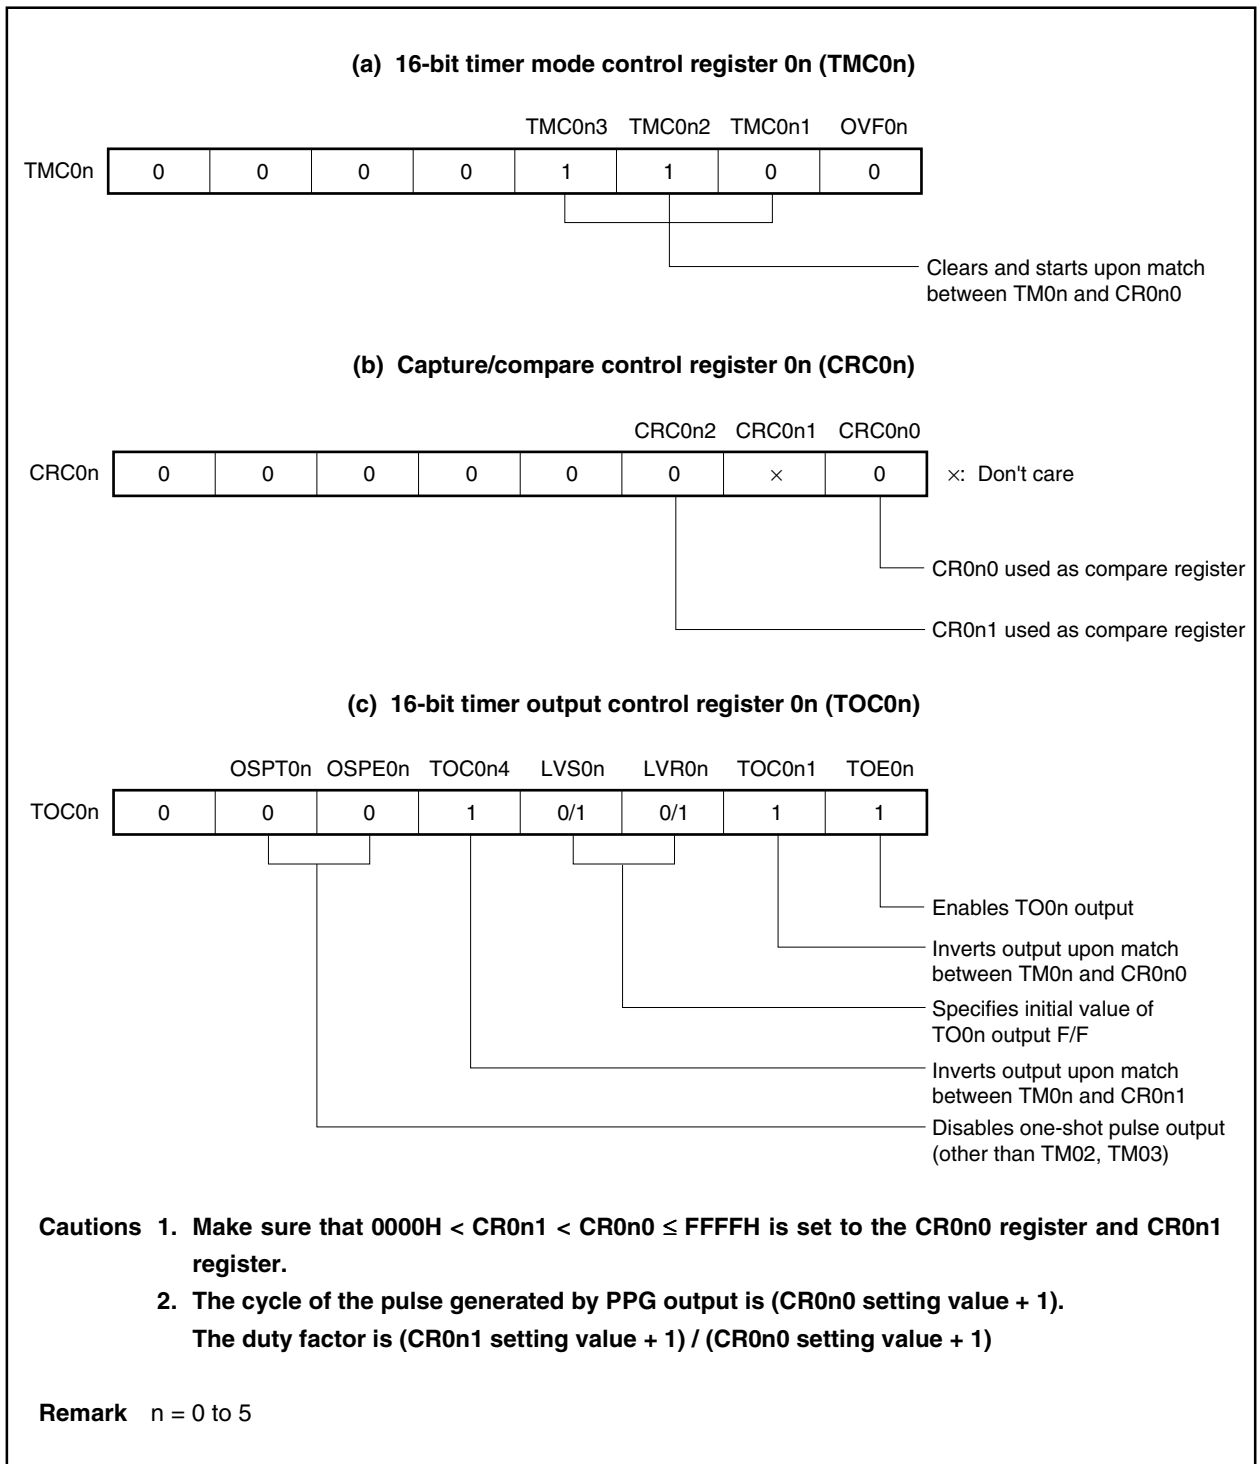 (a) 16-bit timer mode control register 0n (TMC0n)
TMC0n3 TMC0n2 TMC0n1 OVF0n
TMC0n 0 0 0 0 1 1 0 0
Clears and starts upon match
between TM0n and CR0n0
(b) Capture/compare control register 0n (CRC0n)
CRC0n2 CRC0n1 CRC0n0
CRC0n 0 0 0 0 0 0 × 0 ×: Don't care
CR0n0 used as compare register
CR0n1 used as compare register
(c) 16-bit timer output control register 0n (TOC0n)
OSPT0n OSPE0n TOC0n4 LVS0n LVR0n TOC0n1 TOE0n
TOC0n 0 0 0 1 0/1 0/1 1 1
Enables TO0n output
Inverts output upon match
between TM0n and CR0n0
Specifies initial value of
TO0n output F/F
Inverts output upon match
between TM0n and CR0n1
Disables one-shot pulse output
(other than TM02, TM03)
Cautions 1. Make sure that 0000H < CR0n1 < CR0n0 ≤ FFFFH is set to the CR0n0 register and CR0n1
register.
2. The cycle of the pulse generated by PPG output is (CR0n0 setting value + 1).
The duty factor is (CR0n1 setting value + 1) / (CR0n0 setting value + 1)
Remark n = 0 to 5